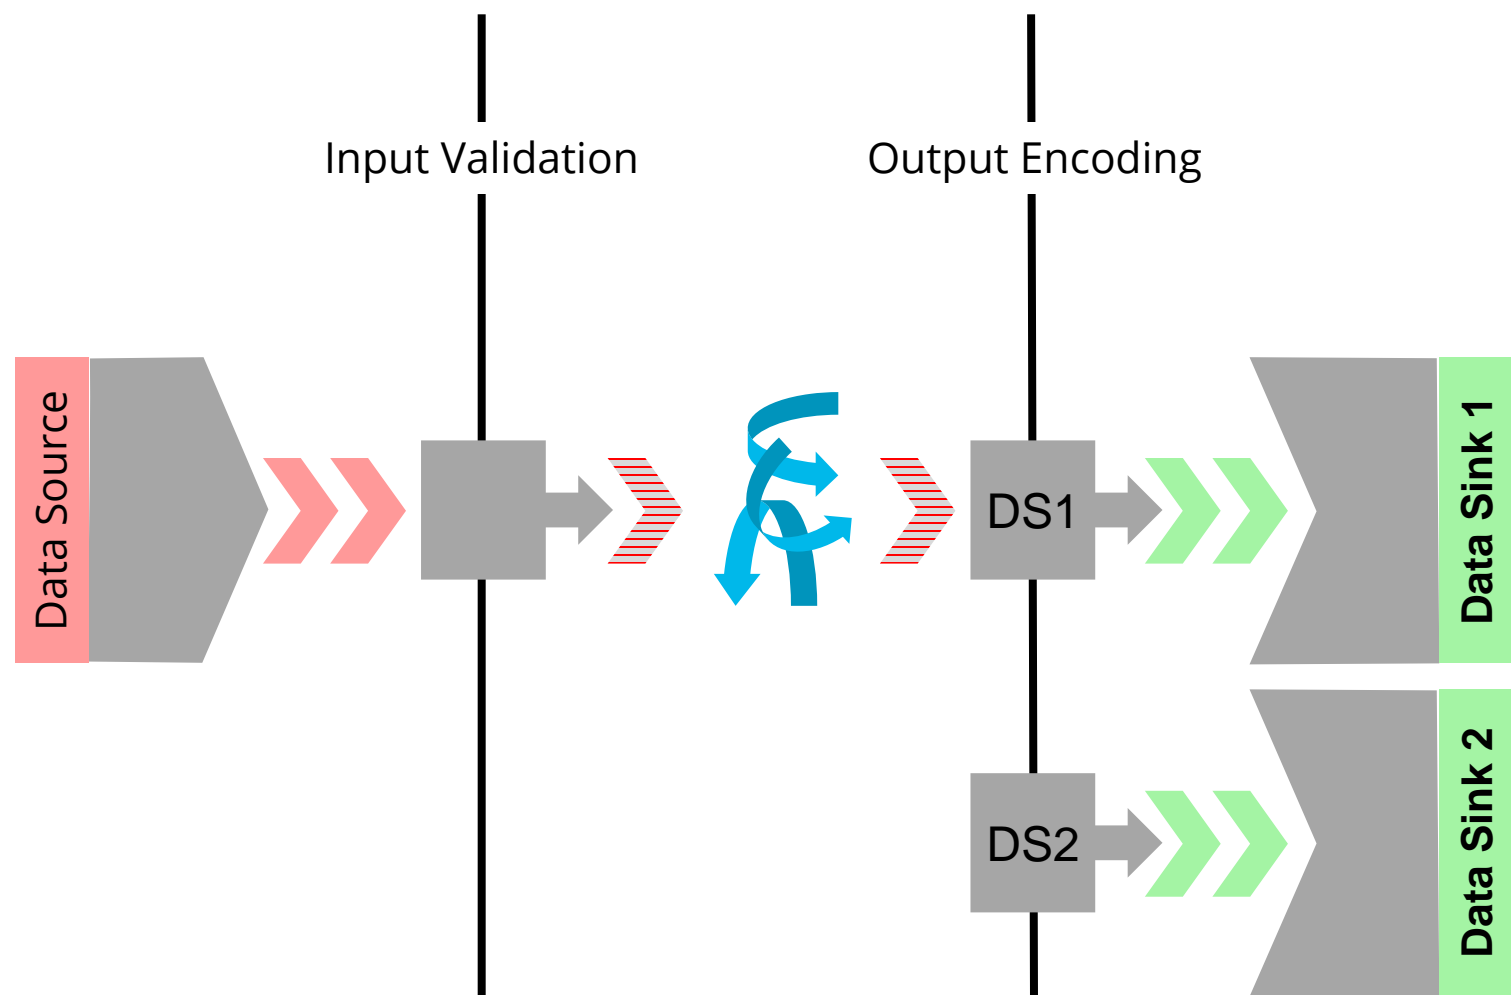 Input Validation
Output Encoding
Data Source
DS1
Data Sink 1
DS2
Data Sink 2